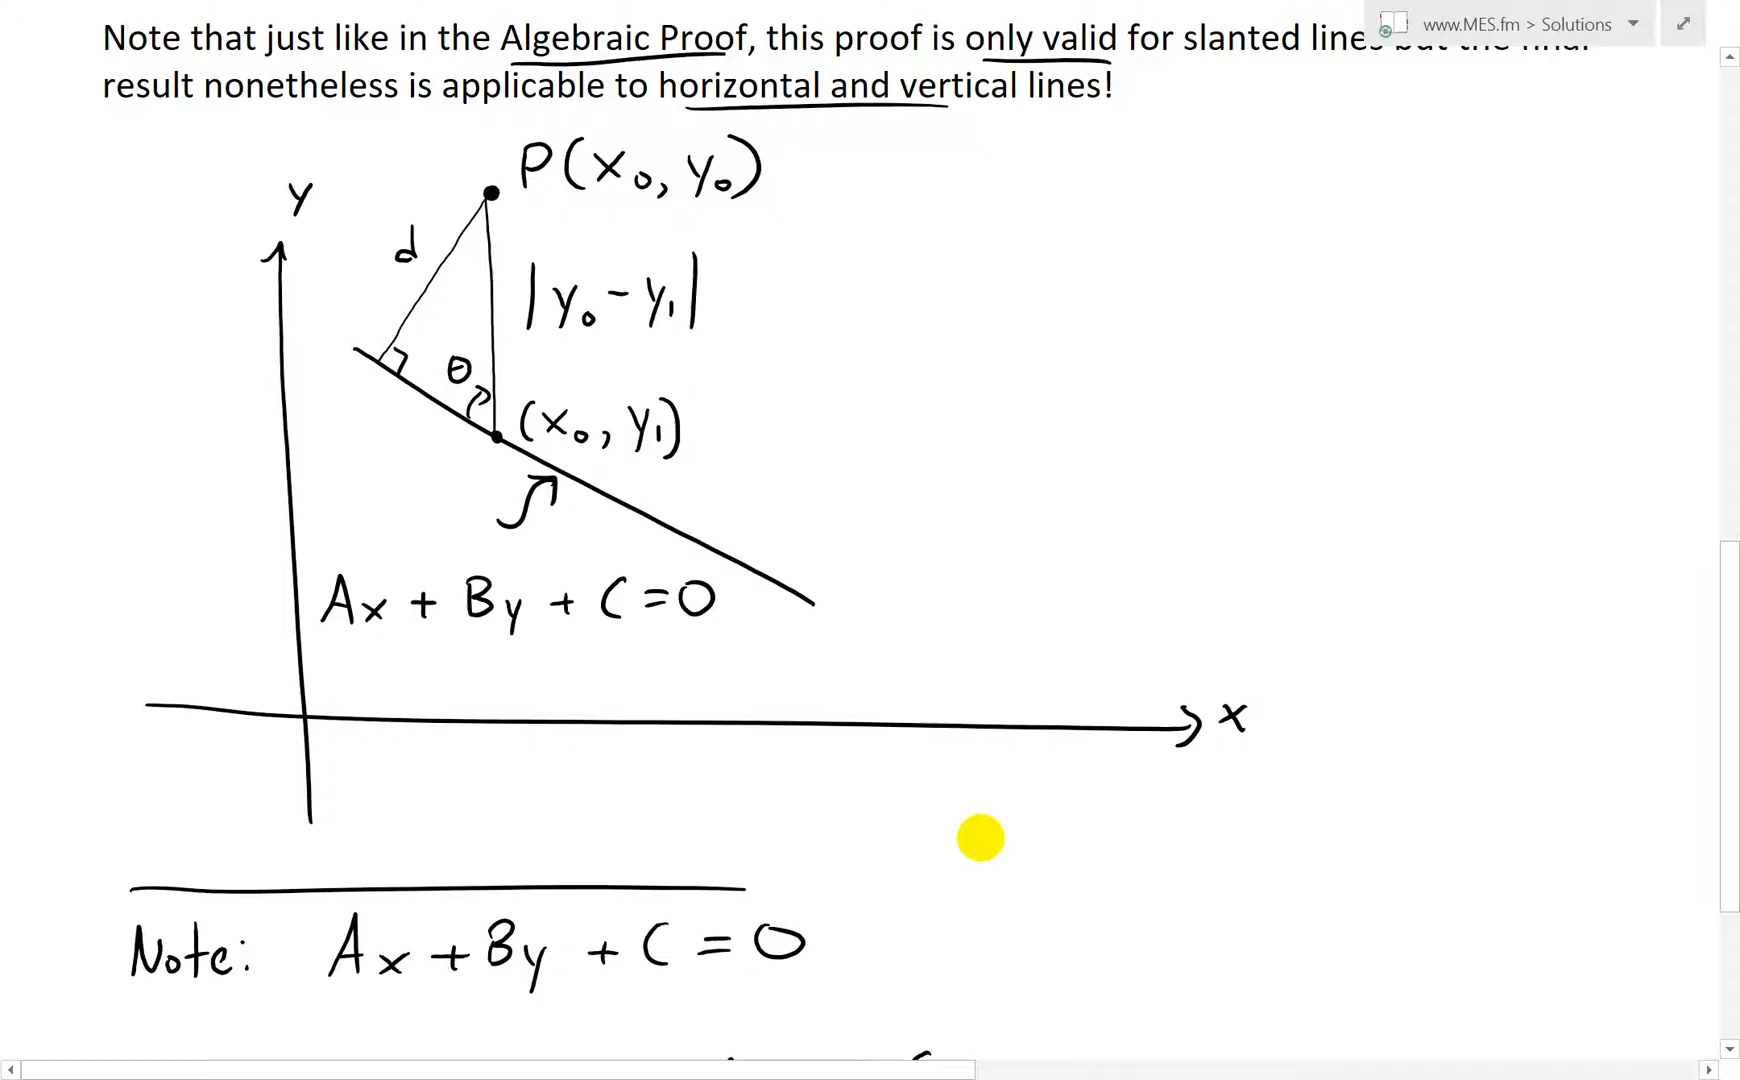 www.MES.fm > Solutions
Note that just like in the Algebraic Proof, this proof is only valid for slanted lines
result nonetheless is applicable to horizontal and vertical lines!
P(x₀, y₀)
y
d
|y₀ - y₁|
θ
(x₀, y₁)
Ax + By + C = 0
x
Note: Ax + By + C = 0